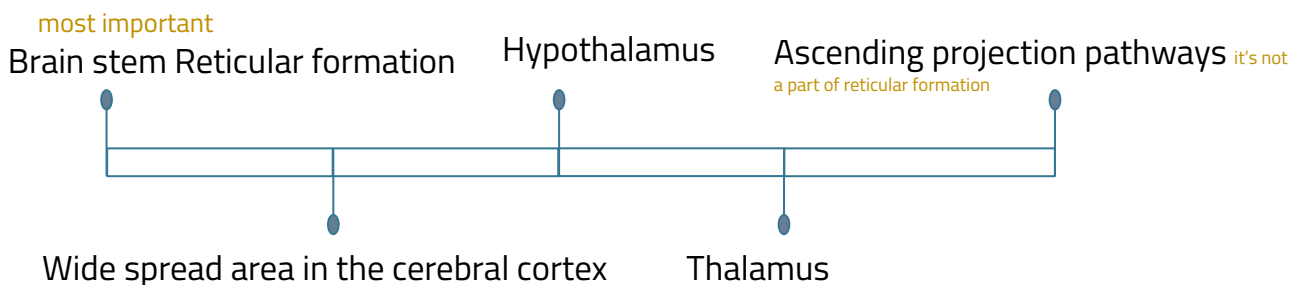 most important
Brain stem Reticular formation
Hypothalamus
Ascending projection pathways it's not
a part of reticular formation
Wide spread area in the cerebral cortex
Thalamus